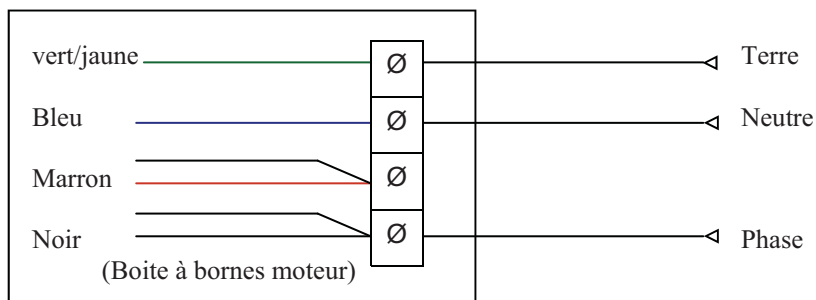 vert/jaune Ø Terre
Bleu Ø Neutre
Marron Ø
Noir Ø Phase
(Boite à bornes moteur)